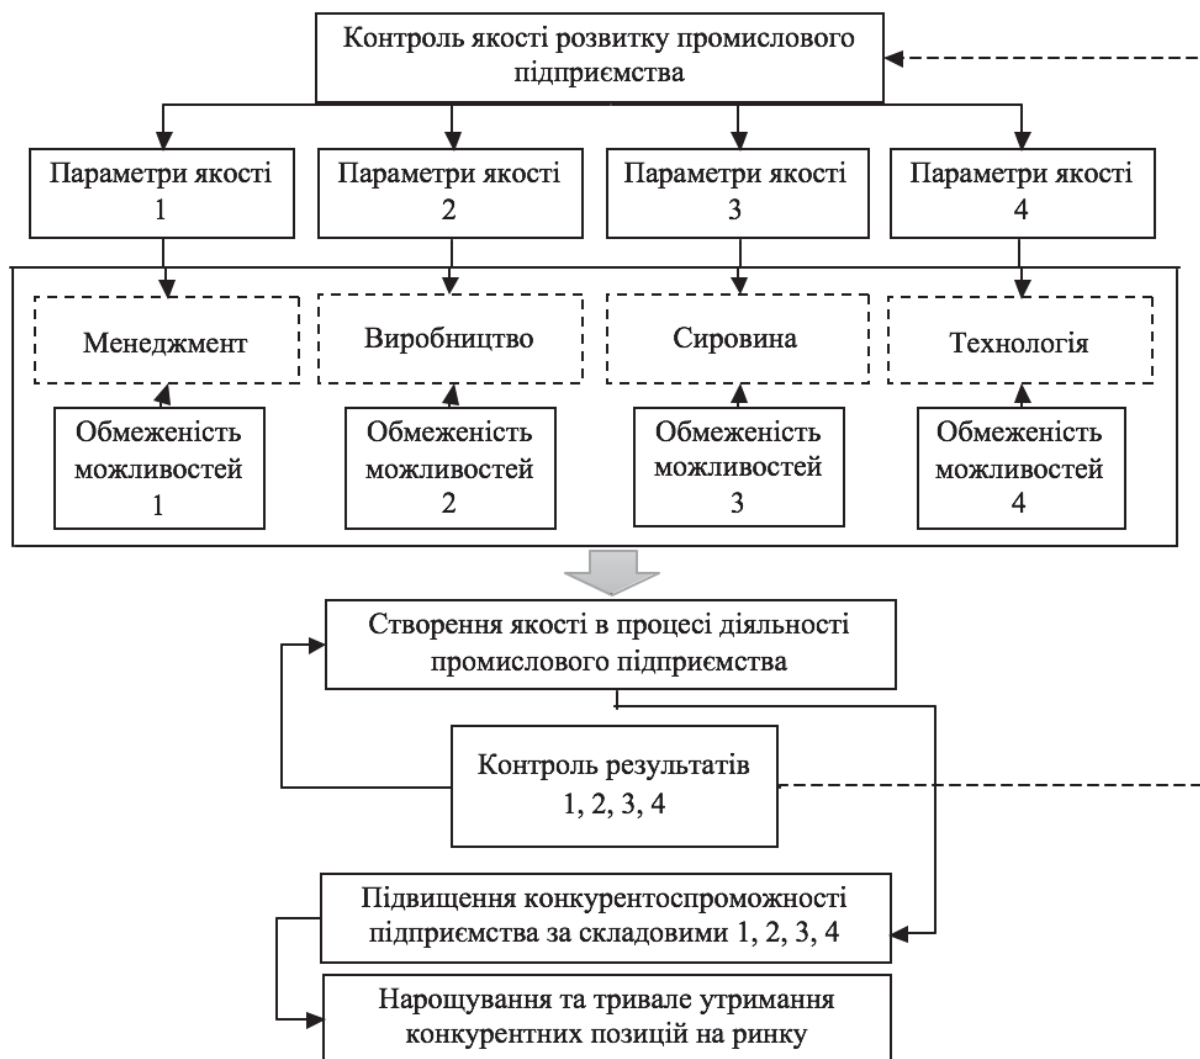 Контроль якості розвитку промислового
підприємства
Параметри якості
1
Параметри якості
2
Параметри якості
3
Параметри якості
4
Менеджмент
Виробництво
Сировина
Технологія
Обмеженість
можливостей
1
Обмеженість
можливостей
2
Обмеженість
можливостей
3
Обмеженість
можливостей
4
Створення якості в процесі діяльності
промислового підприємства
Контроль результатів
1, 2, 3, 4
Підвищення конкурентоспроможності
підприємства за складовими 1, 2, 3, 4
Нарощування та тривале утримання
конкурентних позицій на ринку